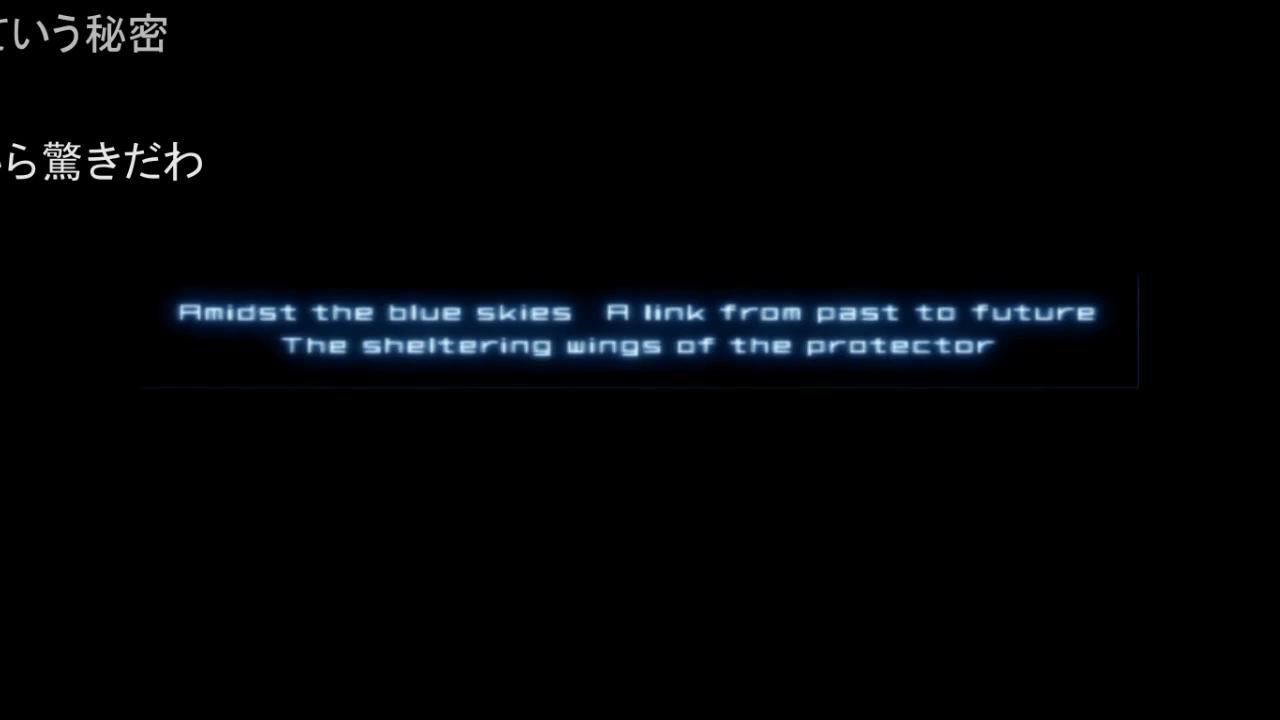 ていう秘密
ら驚きだわ
Amidst the blue skies A link from past to future
The sheltering wings of the protector